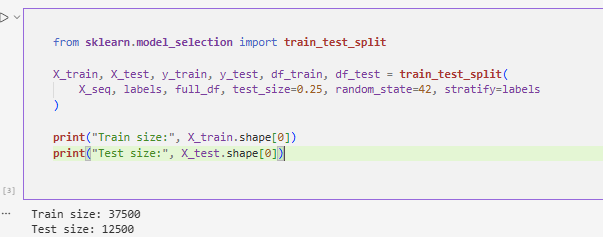 from sklearn.model_selection import train_test_split
X_train, X_test, y_train, y_test, df_train, df_test = train_test_split(
X_seq, labels, full_df, test_size=0.25, random_state=42, stratify=labels
)
print("Train size:", X_train.shape[0])
print("Test size:", X_test.shape[0])
[3]
... Train size: 37500
Test size: 12500